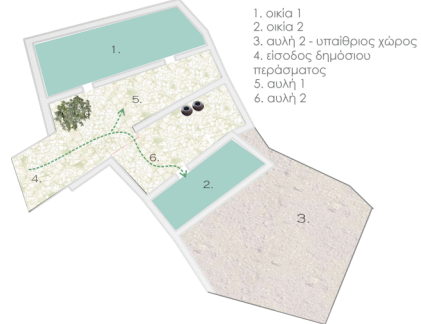 1. οικία 1
2. οικία 2
3. αυλή 2 - υπαίθριος χώρος
4. είσοδος δημόσιου
περάσματος
5. αυλή 1
6. αυλή 2
1.
5.
6.
4.
2.
3.